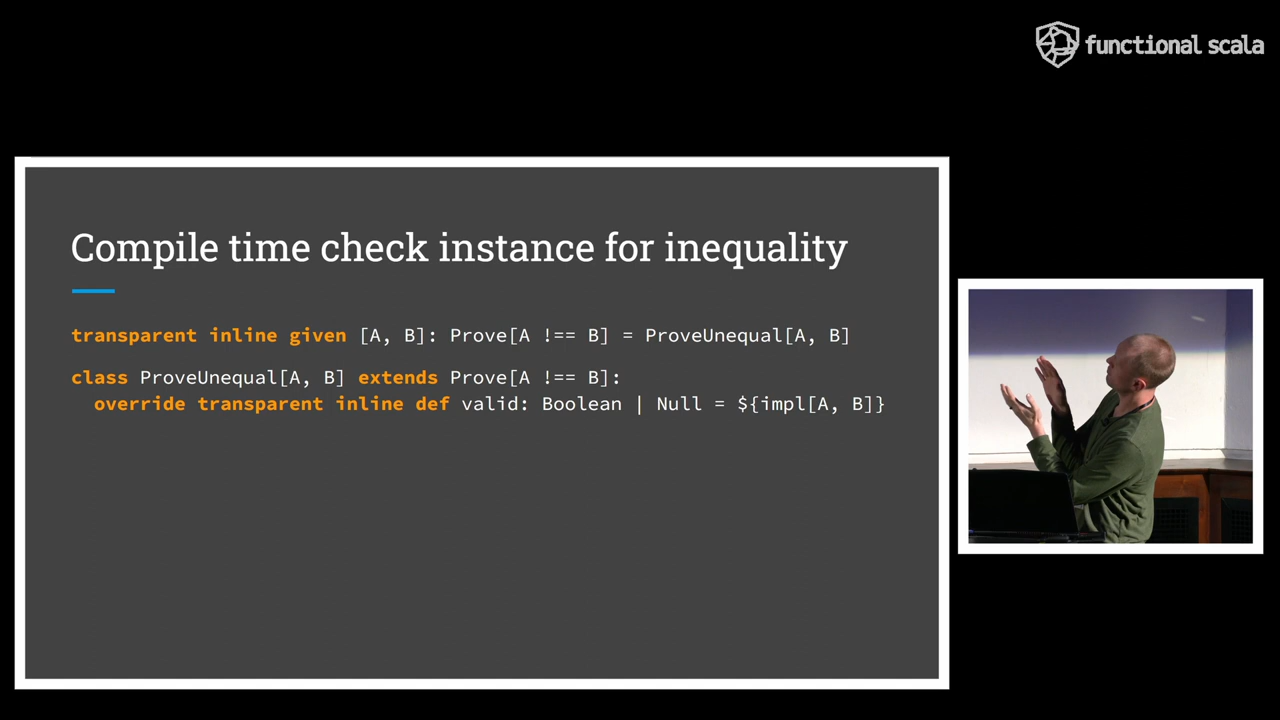 functional scala
Compile time check instance for inequality
transparent inline given [A, B]: Prove[A !== B] = ProveUnequal[A, B]
class ProveUnequal[A, B] extends Prove[A !== B]:
  override transparent inline def valid: Boolean | Null = ${impl[A, B]}